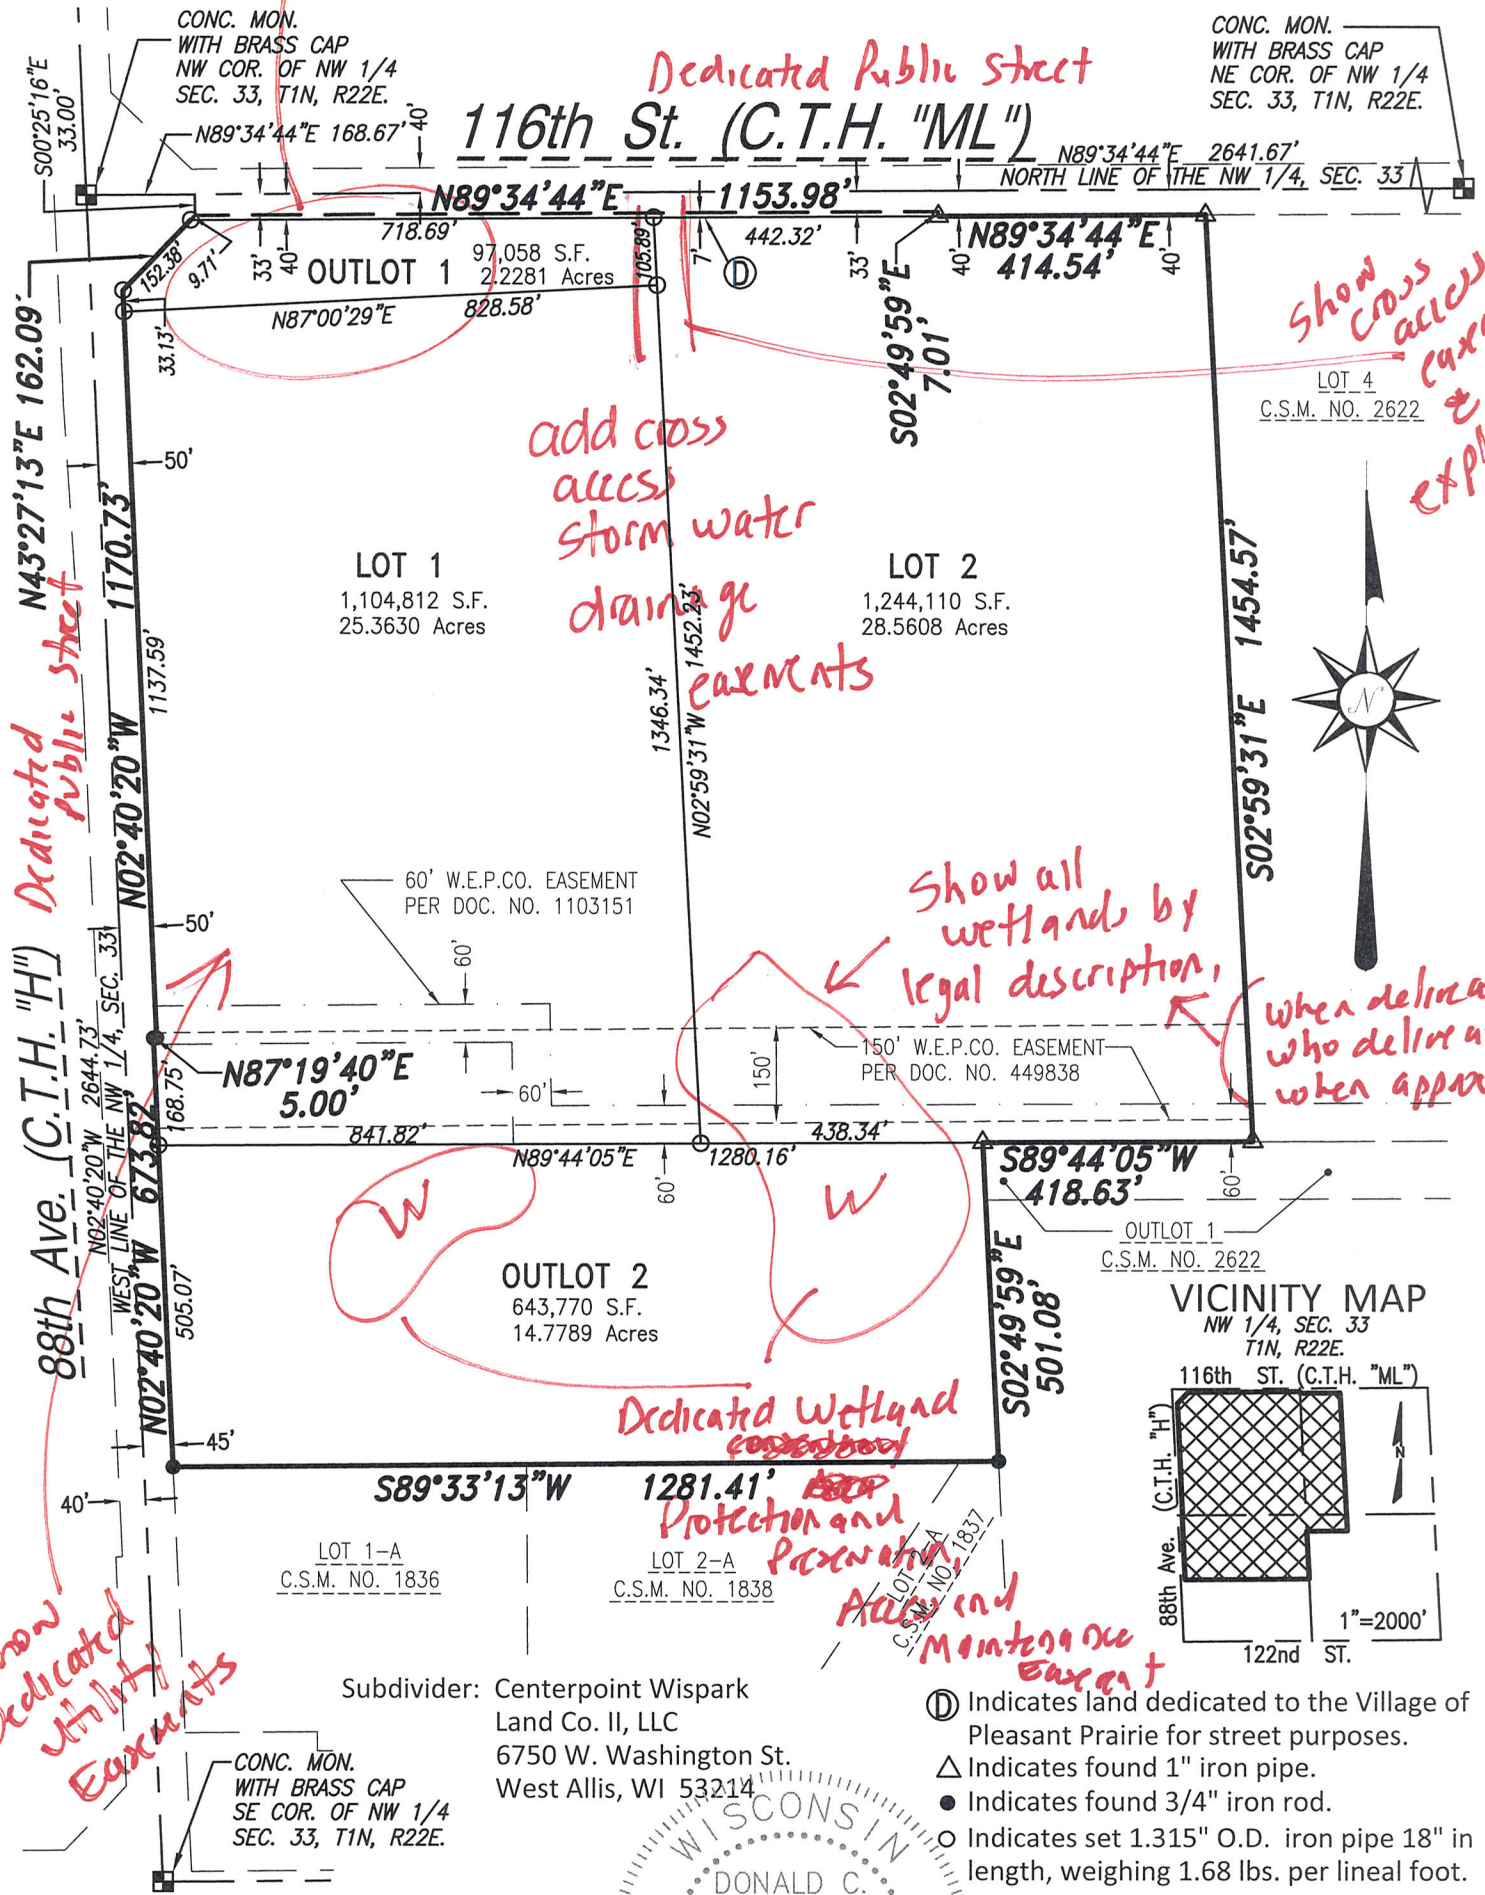 CONC. MON.
WITH BRASS CAP
NW COR. OF NW 1/4
SEC. 33, T1N, R22E.
Dedicated Public Street
CONC. MON.
WITH BRASS CAP
NE COR. OF NW 1/4
SEC. 33, T1N, R22E.
S00°25'16"E
33.00'
N89°34'44"E 168.67'
40'
116th St. (C.T.H. "ML")
N89°34'44"E 2641.67'
NORTH LINE OF THE NW 1/4, SEC. 33
N89°34'44"E 1153.98'
718.69'
442.32'
N89°34'44"E
414.54'
152.38'
9.71'
33'
40'
OUTLOT 1
97,058 S.F.
2.2281 Acres
105.89'
7'
D
33'
40'
40'
N87°00'29"E
828.58'
33.13'
S02°49'59"E
7.01'
N43°27'13"E 162.09'
Show
cross
access
&
LOT 4
C.S.M. NO. 2622
50'
add cross
access
storm water
drainage
easements
LOT 1
1,104,812 S.F.
25.3630 Acres
LOT 2
1,244,110 S.F.
28.5608 Acres
N02°40'20"W 1170.73'
1137.59'
1346.34'
N02°59'31"W 1452.23'
S02°59'31"E 1454.57'
N
Dedicated
Public Street
60' W.E.P.CO. EASEMENT
PER DOC. NO. 1103151
50'
60'
Show all
wetlands by
legal description,
when
who
when
150' W.E.P.CO. EASEMENT
PER DOC. NO. 449838
150'
N87°19'40"E
5.00'
60'
168.75'
841.82'
N89°44'05"E
1280.16'
438.34'
60'
S89°44'05"W
418.63'
60'
88th Ave. (C.T.H. "H")
N02°40'20"W 2644.73'
WEST LINE OF THE NW 1/4, SEC. 33
N02°40'20"W 673.82'
505.07'
W
W
OUTLOT 2
643,770 S.F.
14.7789 Acres
OUTLOT 1
C.S.M. NO. 2622
S02°49'59"E
501.08'
VICINITY MAP
NW 1/4, SEC. 33
T1N, R22E.
116th ST. (C.T.H. "ML")
88th Ave. (C.T.H. "H")
N
1"=2000'
122nd ST.
45'
40'
S89°33'13"W 1281.41'
Dedicated Wetland
Protection and
Preservation,
Access and
Maintenance
Easement
LOT 1-A
C.S.M. NO. 1836
LOT 2-A
C.S.M. NO. 1838
LOT 2-A
C.S.M. NO. 1837
Dedicated
Utility
Easements
Subdivider: Centerpoint Wispark
Land Co. II, LLC
6750 W. Washington St.
West Allis, WI 53214
CONC. MON.
WITH BRASS CAP
SE COR. OF NW 1/4
SEC. 33, T1N, R22E.
D Indicates land dedicated to the Village of
Pleasant Prairie for street purposes.
△ Indicates found 1" iron pipe.
● Indicates found 3/4" iron rod.
○ Indicates set 1.315" O.D. iron pipe 18" in
length, weighing 1.68 lbs. per lineal foot.
WISCONSIN
DONALD C.